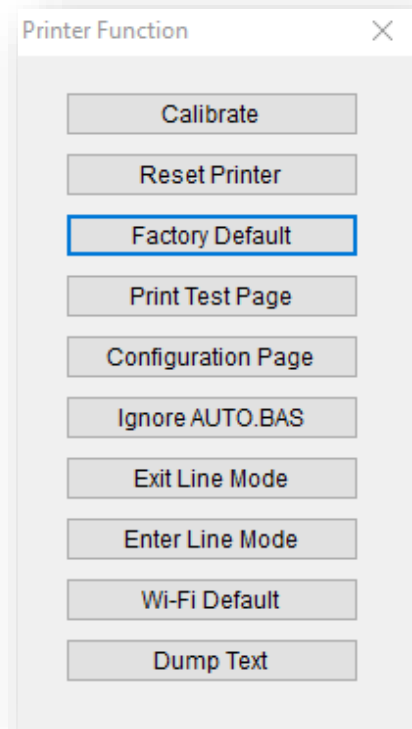 Printer Function
Calibrate
Reset Printer
Factory Default
Print Test Page
Configuration Page
Ignore AUTO.BAS
Exit Line Mode
Enter Line Mode
Wi-Fi Default
Dump Text